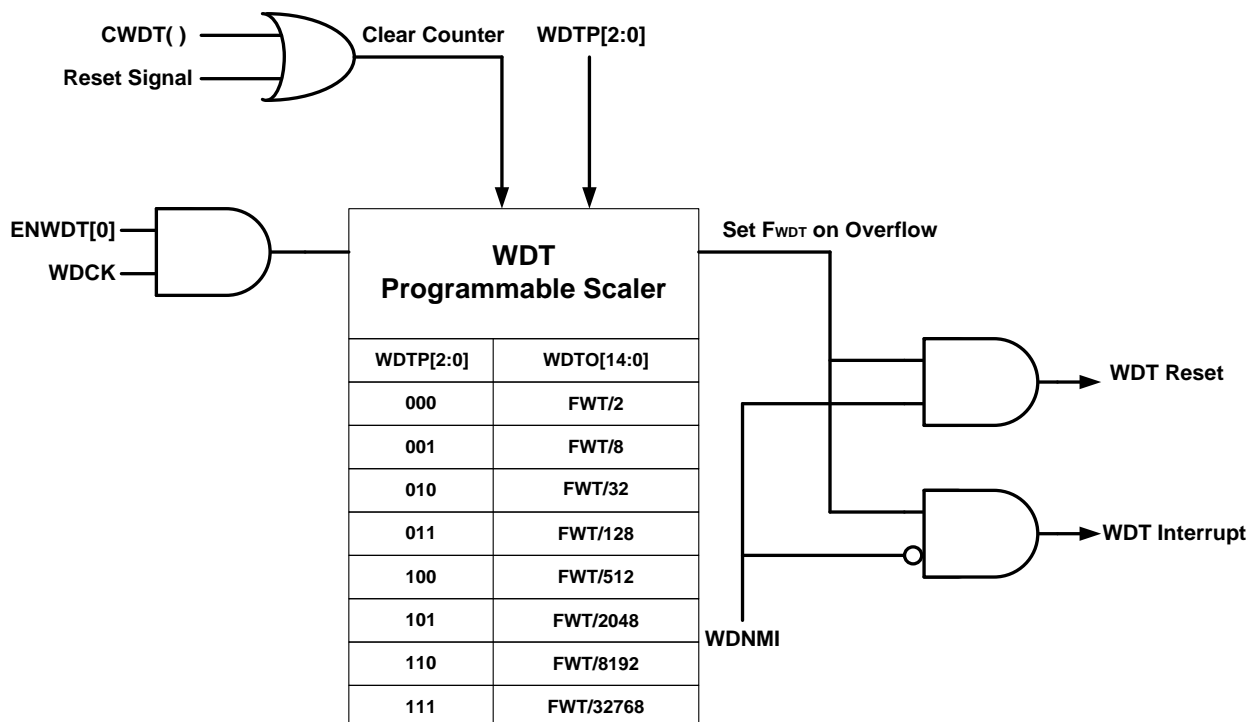 CWDT( )
Reset Signal
Clear Counter
WDTP[2:0]
ENWDT[0]
WDCK
WDT
Programmable Scaler
Set FWDT on Overflow
WDTP[2:0] WDTO[14:0]
000 FWT/2
001 FWT/8
010 FWT/32
011 FWT/128
100 FWT/512
101 FWT/2048
110 FWT/8192
111 FWT/32768
WDT Reset
WDT Interrupt
WDNMI